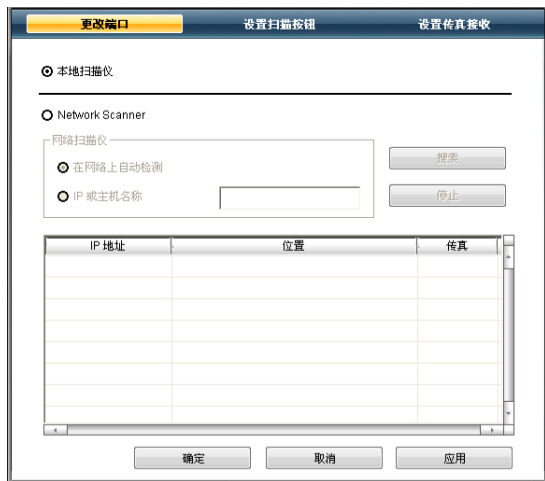 更改端口 设置扫描按钮 设置传真接收
本地扫描仪
Network Scanner
网络扫描仪
在网络上自动检测
搜索
IP 或主机名称
停止
IP 地址 位置 传真
确定 取消 应用